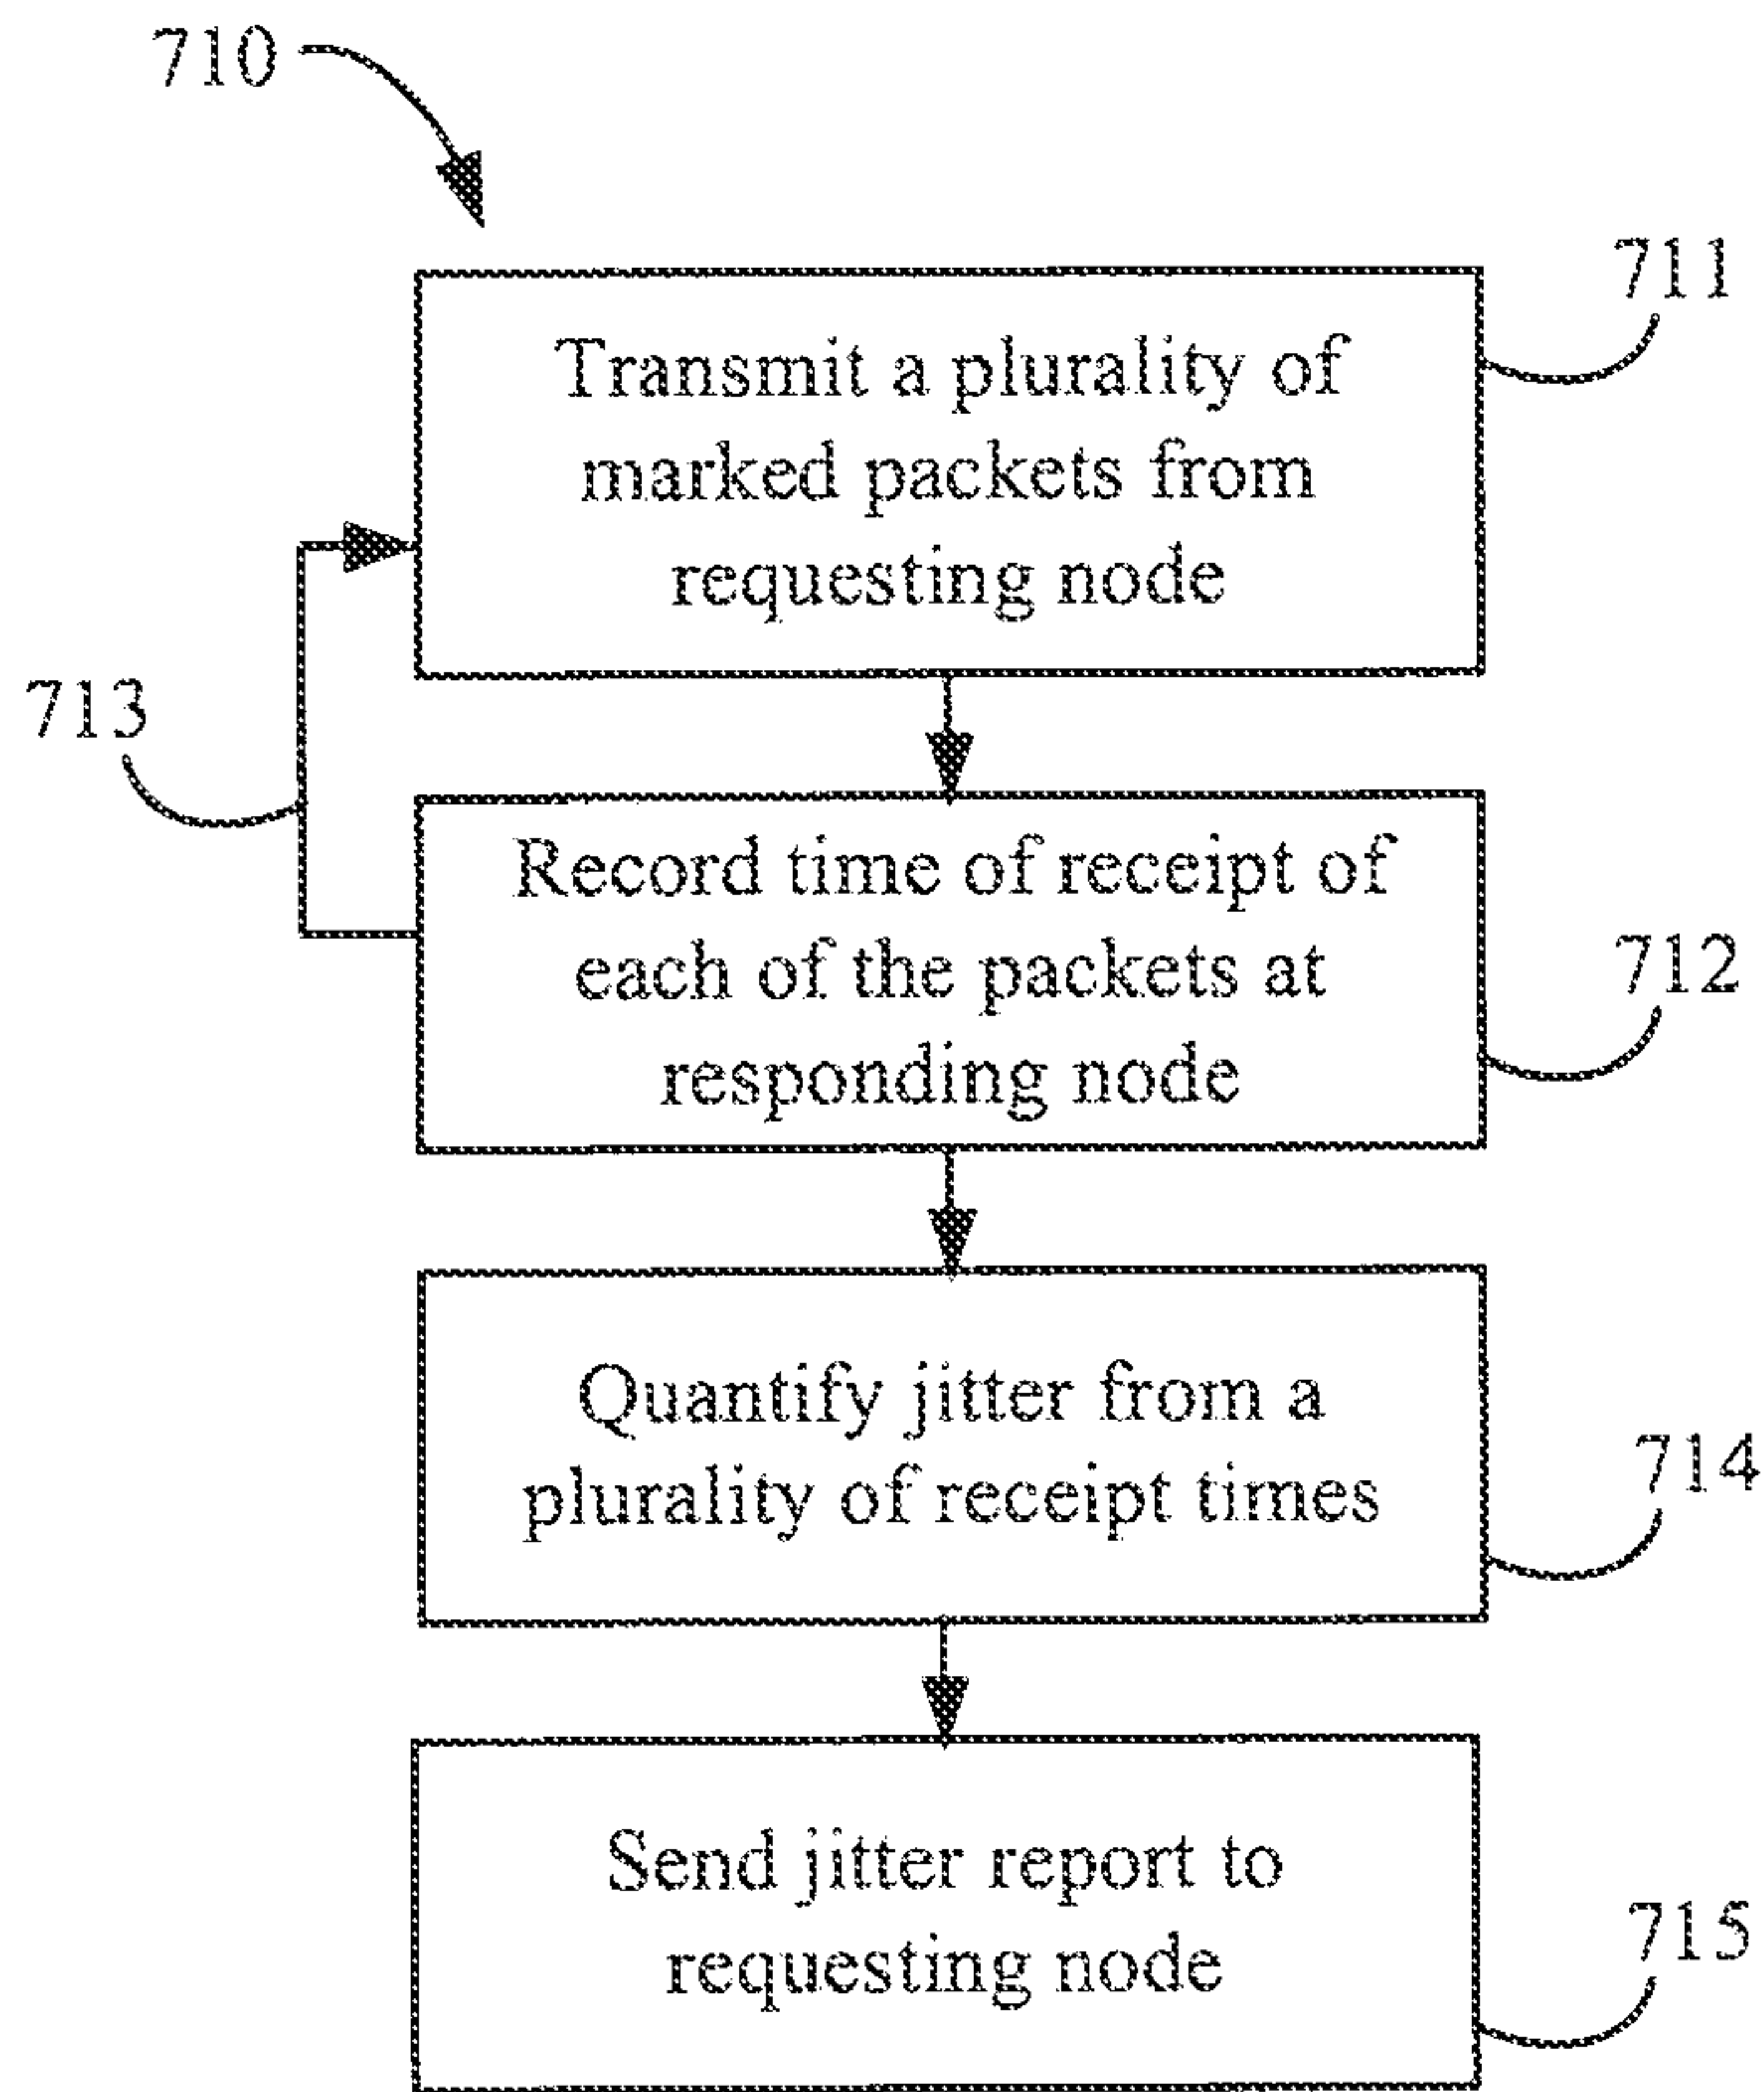 710
711
Transmit a plurality of
marked packets from
requesting node
713
Record time of receipt of
each of the packets at
responding node
712
Quantify jitter from a
plurality of receipt times
714
Send jitter report to
requesting node
715